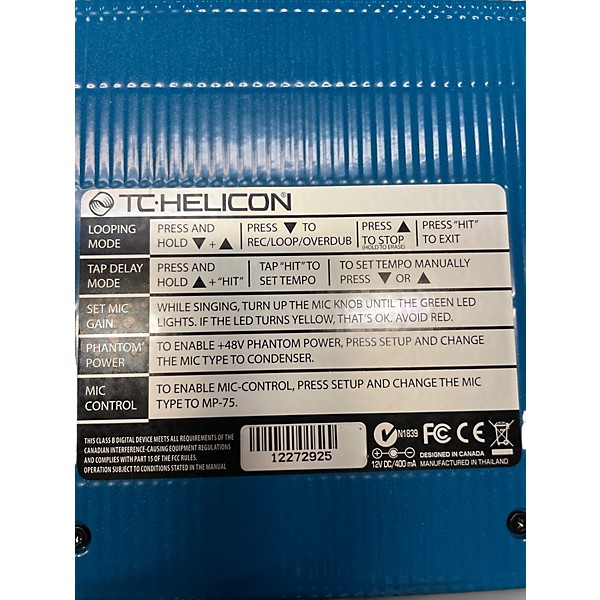 TC·HELICON®
LOOPING MODE
PRESS AND HOLD ▼ + ▲
PRESS ▼ TO REC/LOOP/OVERDUB
PRESS ▲ TO STOP (HOLD TO ERASE)
PRESS "HIT" TO EXIT
TAP DELAY MODE
PRESS AND HOLD ▲ + "HIT"
TAP "HIT" TO SET TEMPO
TO SET TEMPO MANUALLY PRESS ▼ OR ▲
SET MIC GAIN
WHILE SINGING, TURN UP THE MIC KNOB UNTIL THE GREEN LED
LIGHTS. IF THE LED TURNS YELLOW, THAT'S OK. AVOID RED.
PHANTOM POWER
TO ENABLE +48V PHANTOM POWER, PRESS SETUP AND CHANGE
THE MIC TYPE TO CONDENSER.
MIC CONTROL
TO ENABLE MIC-CONTROL, PRESS SETUP AND CHANGE THE MIC
TYPE TO MP-75.
THIS CLASS B DIGITAL DEVICE MEETS ALL REQUIREMENTS OF THE
CANADIAN INTERFERENCE-CAUSING EQUIPMENT REGULATIONS
AND COMPLIES WITH PART 15 OF THE FCC RULES.
OPERATION SUBJECT TO CONDITIONS STATED IN THE MANUAL
12272925
N1839
FC CE
12V DC/400 mA
DESIGNED IN CANADA
MANUFACTURED IN THAILAND